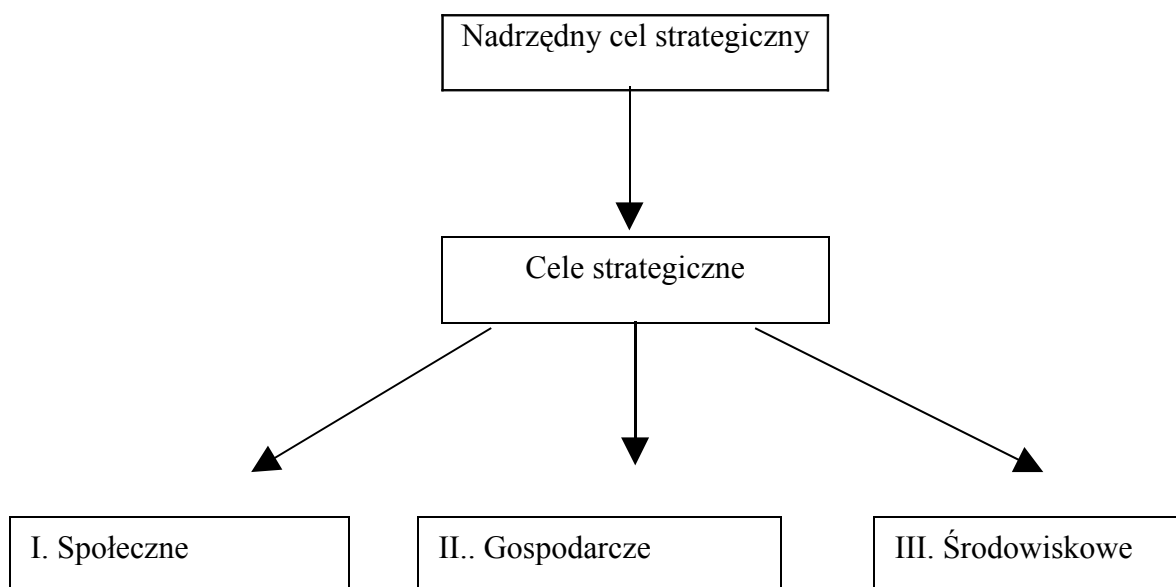 Nadrzędny cel strategiczny
Cele strategiczne
I. Społeczne
II.. Gospodarcze
III. Środowiskowe